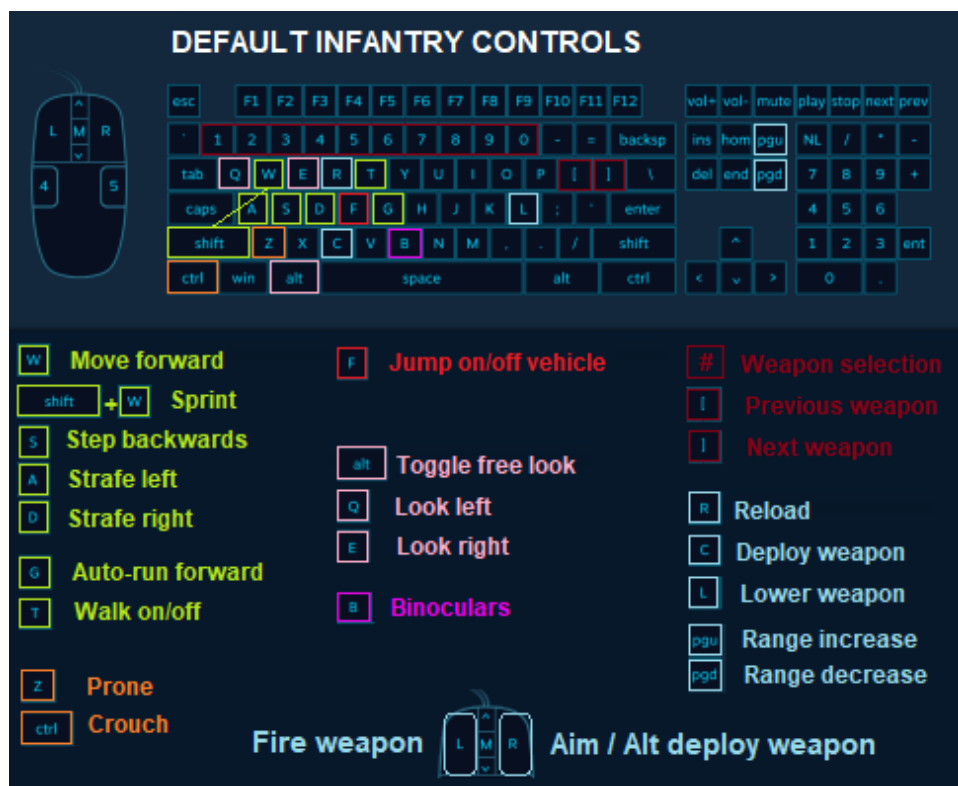 DEFAULT INFANTRY CONTROLS
esc F1 F2 F3 F4 F5 F6 F7 F8 F9 F10 F11 F12 vol+ vol- mute play stop next prev
L M R
` 1 2 3 4 5 6 7 8 9 0 - = backsp ins hom pgu NL / * -
tab Q W E R T Y U I O P [ ] \ del end pgd 7 8 9 +
4 5
caps A S D F G H J K L ; ' enter 4 5 6
shift Z X C V B N M , . / shift ^ 1 2 3 ent
ctrl win alt space alt ctrl < v > 0 .
W Move forward
shift + W Sprint
S Step backwards
A Strafe left
D Strafe right
G Auto-run forward
T Walk on/off
Z Prone
ctrl Crouch
F Jump on/off vehicle
alt Toggle free look
Q Look left
E Look right
B Binoculars
# Weapon selection
[ Previous weapon
] Next weapon
R Reload
C Deploy weapon
L Lower weapon
pgu Range increase
pgd Range decrease
Fire weapon L M R Aim / Alt deploy weapon